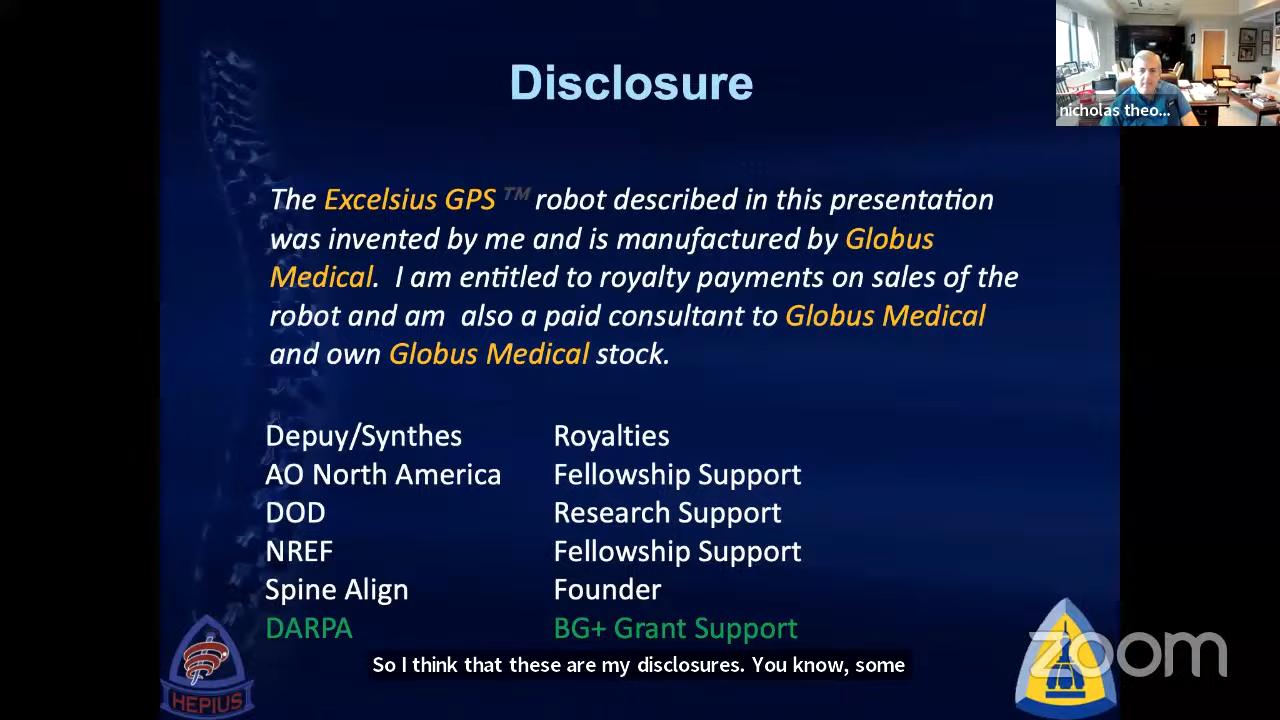 Disclosure
nicholas theo...
The Excelsius GPS™ robot described in this presentation
was invented by me and is manufactured by Globus
Medical. I am entitled to royalty payments on sales of the
robot and am also a paid consultant to Globus Medical
and own Globus Medical stock.
Depuy/Synthes Royalties
AO North America Fellowship Support
DOD Research Support
NREF Fellowship Support
Spine Align Founder
DARPA BG+ Grant Support
So I think that these are my disclosures. You know, some
HEPIUS
zoom